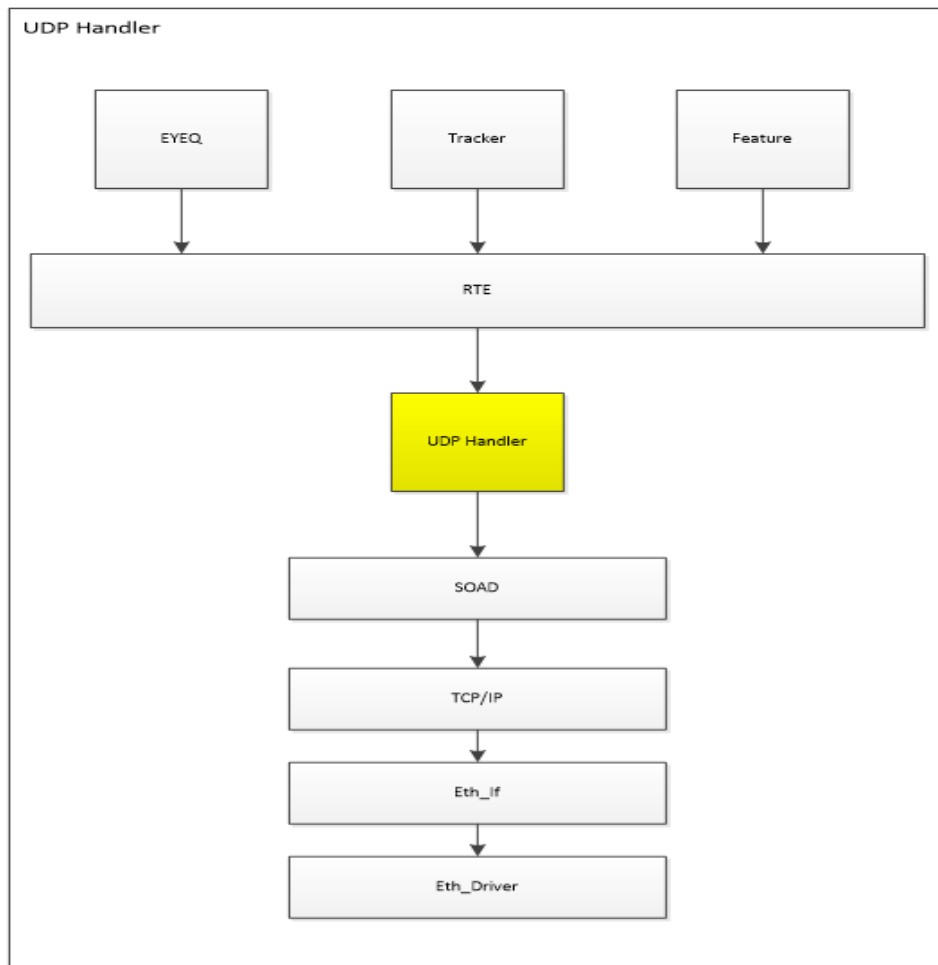 UDP Handler
EYEQ
Tracker
Feature
RTE
UDP Handler
SOAD
TCP/IP
Eth_If
Eth_Driver